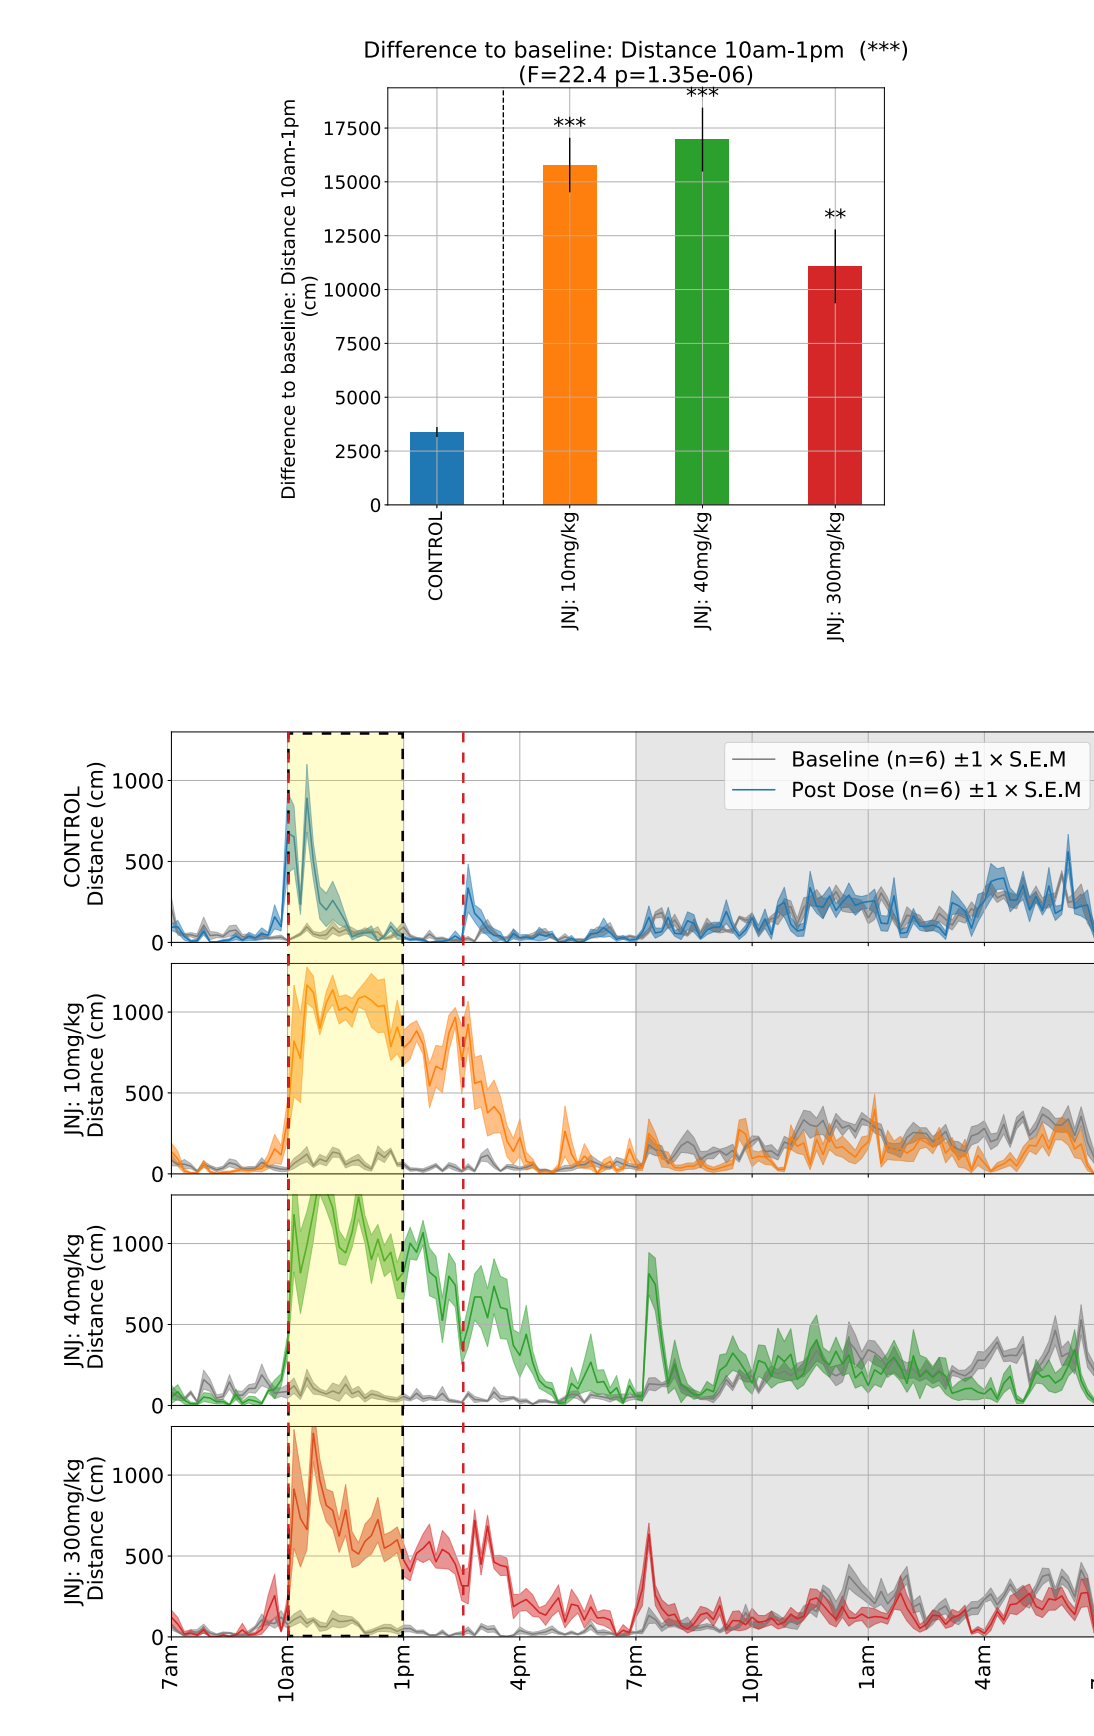 Difference to baseline: Distance 10am-1pm (***)
(F=22.4 p=1.35e-06)
Difference to baseline: Distance 10am-1pm
(cm)
17500
15000
12500
10000
7500
5000
2500
0
***
***
**
CONTROL
JNJ: 10mg/kg
JNJ: 40mg/kg
JNJ: 300mg/kg
CONTROL
Distance (cm)
1000
500
0
Baseline (n=6) ±1 × S.E.M
Post Dose (n=6) ±1 × S.E.M
JNJ: 10mg/kg
Distance (cm)
1000
500
0
JNJ: 40mg/kg
Distance (cm)
1000
500
0
JNJ: 300mg/kg
Distance (cm)
1000
500
0
7am
10am
1pm
4pm
7pm
10pm
1am
4am